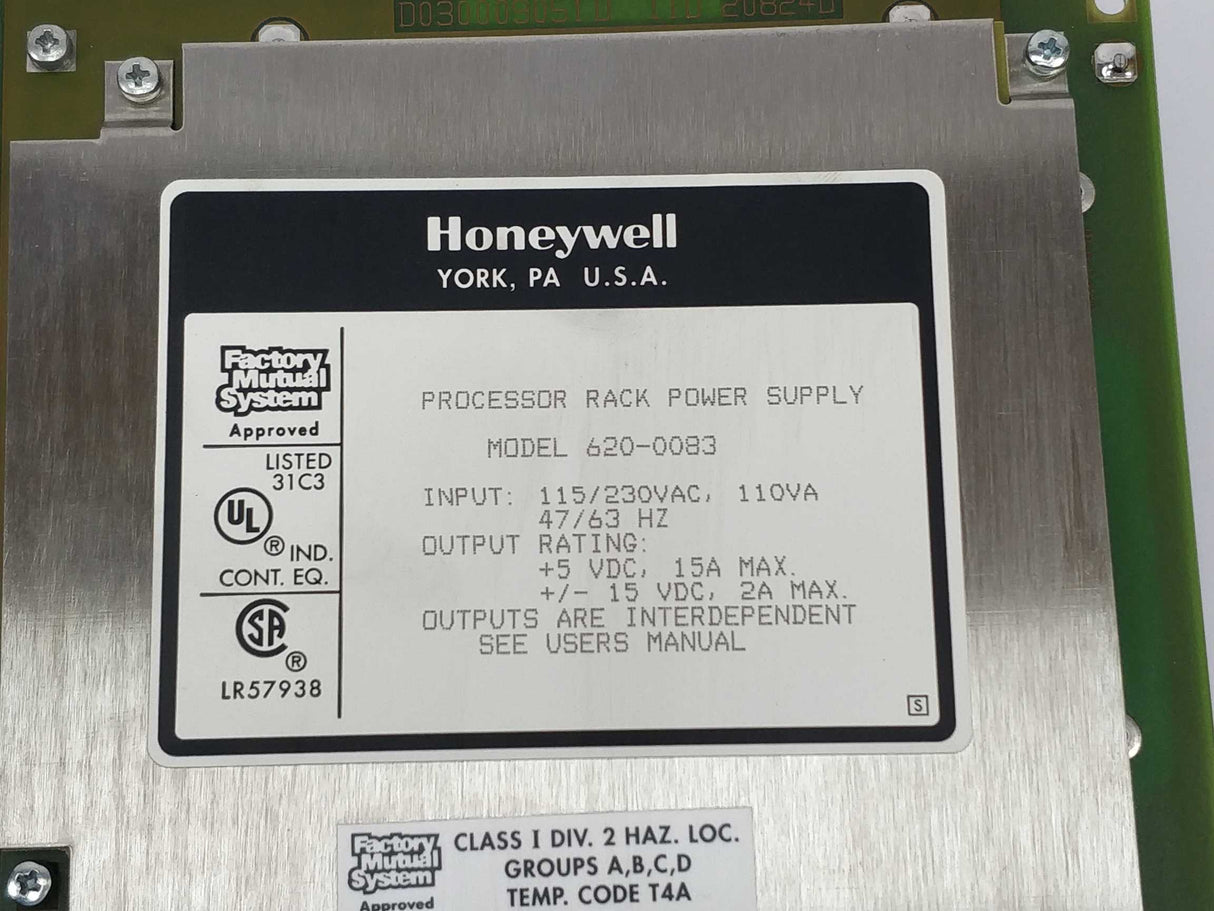 Honeywell
YORK, PA U.S.A.
Factory
Mutual
System
Approved
LISTED
31C3
UL
®
IND.
CONT. EQ.
SA
®
LR57938
PROCESSOR RACK POWER SUPPLY
MODEL 620-0083
INPUT: 115/230VAC, 110VA
47/63 HZ
OUTPUT RATING:
+5 VDC, 15A MAX.
+/- 15 VDC, 2A MAX.
OUTPUTS ARE INTERDEPENDENT
SEE USERS MANUAL
S
Factory
Mutual
System
Approved
CLASS I DIV. 2 HAZ. LOC.
GROUPS A,B,C,D
TEMP. CODE T4A